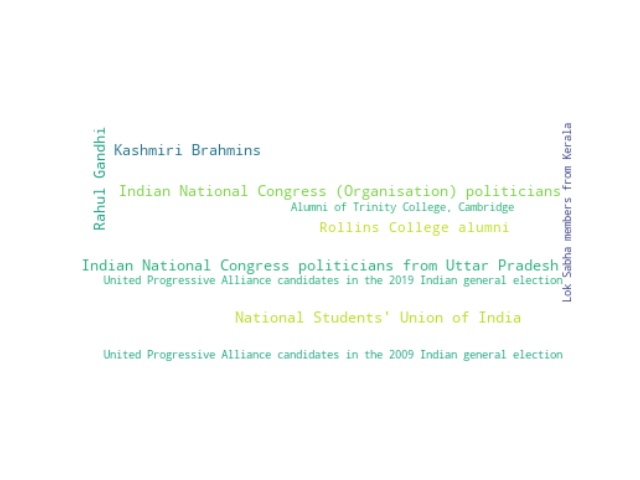 Rahul Gandhi
Kashmiri Brahmins
Lok Sabha members from Kerala
Indian National Congress (Organisation) politicians
Alumni of Trinity College, Cambridge
Rollins College alumni
Indian National Congress politicians from Uttar Pradesh
United Progressive Alliance candidates in the 2019 Indian general election
National Students' Union of India
United Progressive Alliance candidates in the 2009 Indian general election